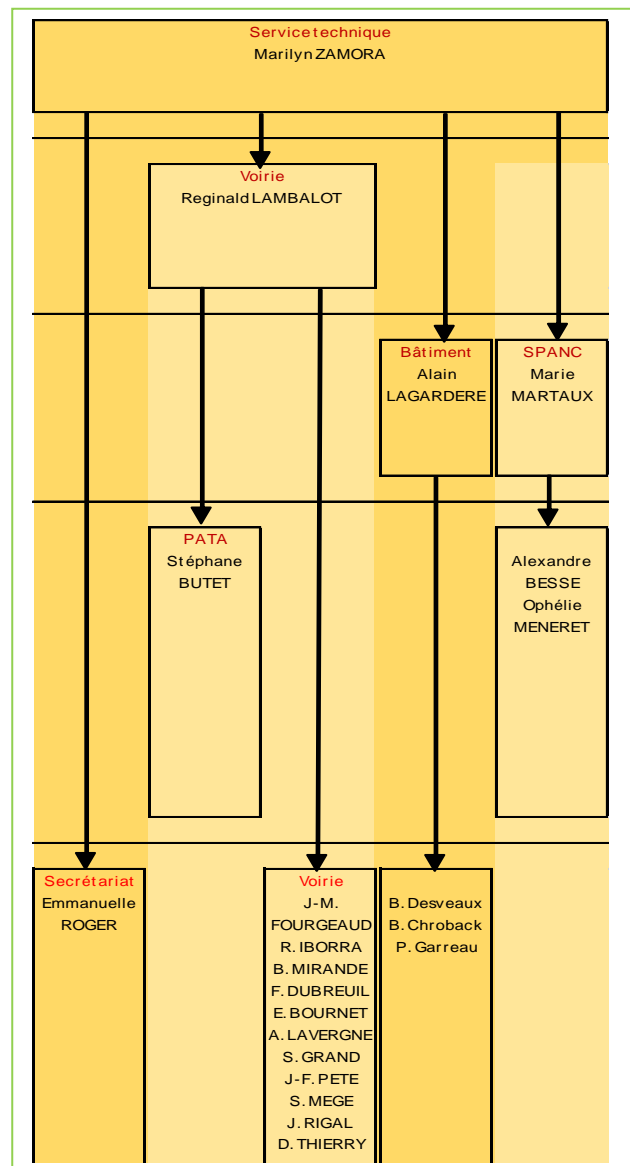 Service technique
Marilyn ZAMORA
Voirie
Reginald LAMBALOT
Bâtiment
Alain
LAGARDERE
SPANC
Marie
MARTAUX
PATA
Stéphane
BUTET
Alexandre
BESSE
Ophélie
MENERET
Secrétariat
Emmanuelle
ROGER
Voirie
J-M.
FOURGEAUD
R. IBORRA
B. MIRANDE
F. DUBREUIL
E. BOURNET
A. LAVERGNE
S. GRAND
J-F. PETE
S. MEGE
J. RIGAL
D. THIERRY
B. Desveaux
B. Chroback
P. Garreau